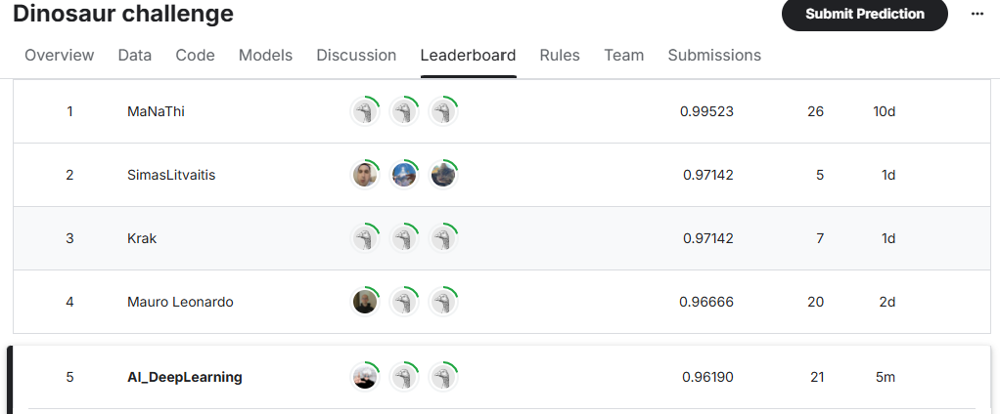 Dinosaur challenge
Submit Prediction
Overview Data Code Models Discussion Leaderboard Rules Team Submissions
1 MaNaThi 0.99523 26 10d
2 SimasLitvaitis 0.97142 5 1d
3 Krak 0.97142 7 1d
4 Mauro Leonardo 0.96666 20 2d
5 AI_DeepLearning 0.96190 21 5m